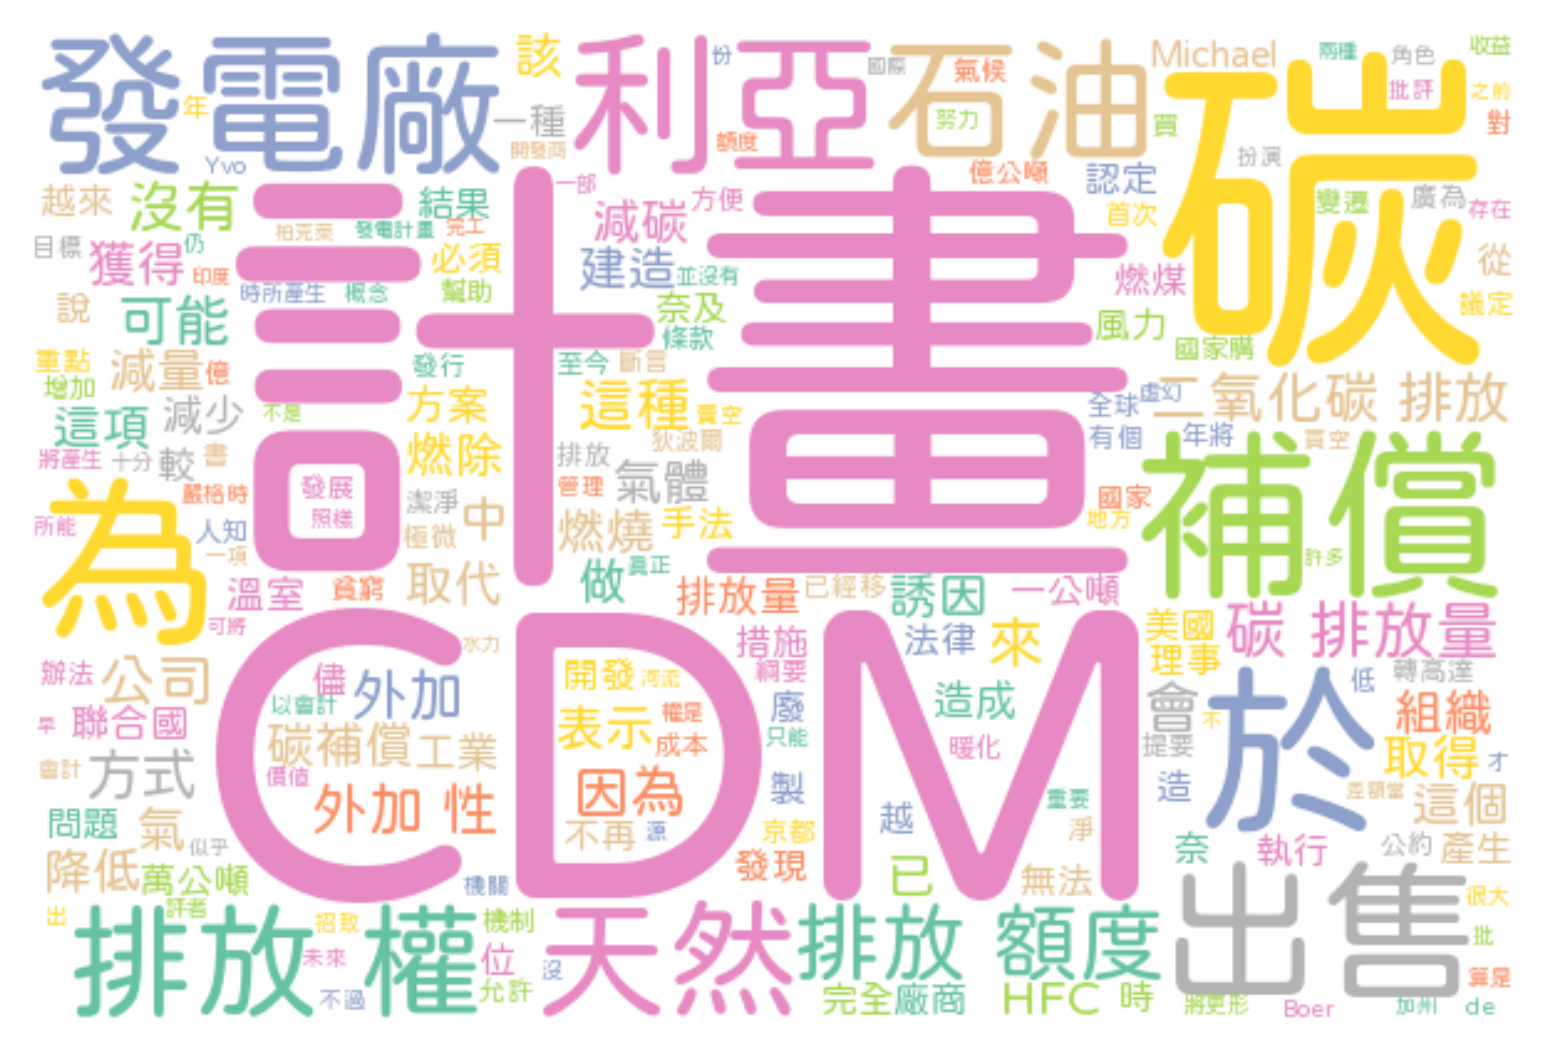 發電廠 該 利亞 份 石油 Michael 兩種 角色 收益
國際 氣候 批評 之前
年 一種 努力 買 碳 對
Yvo 開發商 額度 扮演
越來 沒有 結果 一部 減碳 方便 億公噸 認定 變遷 廣為 存在
柏克萊 發電計畫 完工 首次
目標 獲得 仍 印度 計畫 必須 建造 並沒有 燃煤 從
時所產生 概念 幫助 奈及 議定
說 可能 條款 風力 國家購
重點 減量 億 發行 至今 斷言
增加 減少 不是 方案 這種 賣空 全球 虛幻 二氧化碳 排放
這項 狄波爾 有個 年將 賣空
將產生 十分 較 書 燃除 排放 氣體 補償
為 嚴格時 發展 照樣 潔淨 中 管理 國家
所能 人知 極微 燃燒 手法 地方
一項 許多
溫室 貧窮 取代 做 真正 排放量 已經移 誘因 一公噸
可將 CDM 水力 措施 法律 來 美國 碳 排放量
辦法 公司 儘 外加 開發 河流 綱要 理事 轉高達
以會計 造成 會 於 低 組織
早 聯合國 表示 權是 廢 不
碳補償 工業 成本 只能 暖化 提要 取得 才
會計 方式 價值 因為 製 重要 造 差額當 這個
問題 氣 外加 性 不再 源 京都 越 淨
似乎 奈 執行 公約 產生
降低 萬公噸 機關 發現 已 無法 出售 很大
出 評者 排放 權 招致 機制 天然 排放 額度 批
未來 位 沒 算是
不過 允許 完全 廠商 HFC 時 將更形 Boer 加州 de